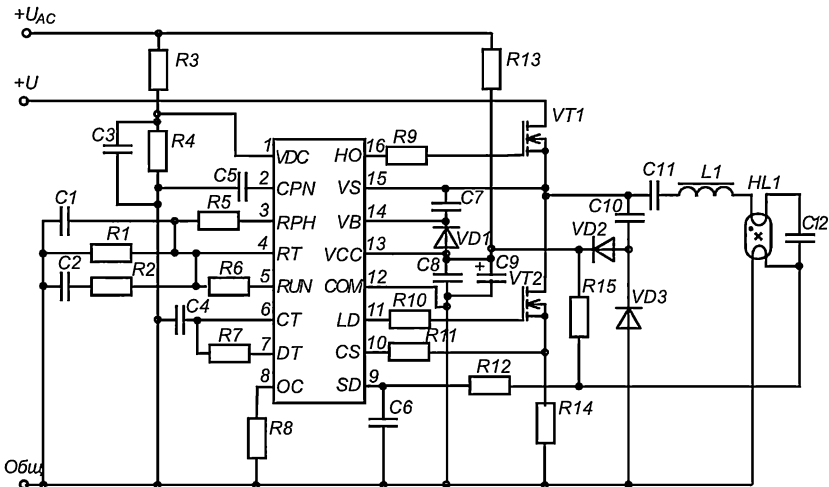 +U_AC
R3
R13
+U
VT1
C3
R4
1
VDC
HO
16
R9
C5
2
CPN
VS
15
C11
L1
HL1
C1
R5
3
RPH
VB
14
C7
C10
C12
R1
4
RT
VCC
13
VD1
VD2
C2
R2
R6
5
RUN
COM
12
C8
+
C9
VT2
R15
VD3
C4
6
CT
LD
11
R10
R7
7
DT
CS
10
R11
8
OC
SD
9
R12
R8
C6
R14
Общ